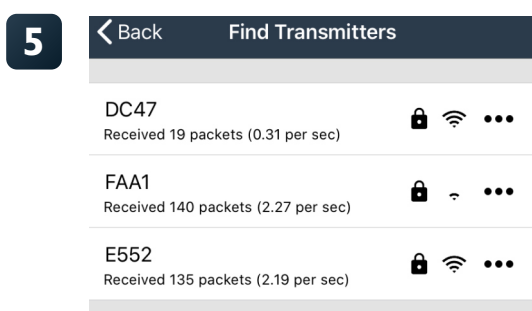 5
Back
Find Transmitters
DC47
Received 19 packets (0.31 per sec)
FAA1
Received 140 packets (2.27 per sec)
E552
Received 135 packets (2.19 per sec)